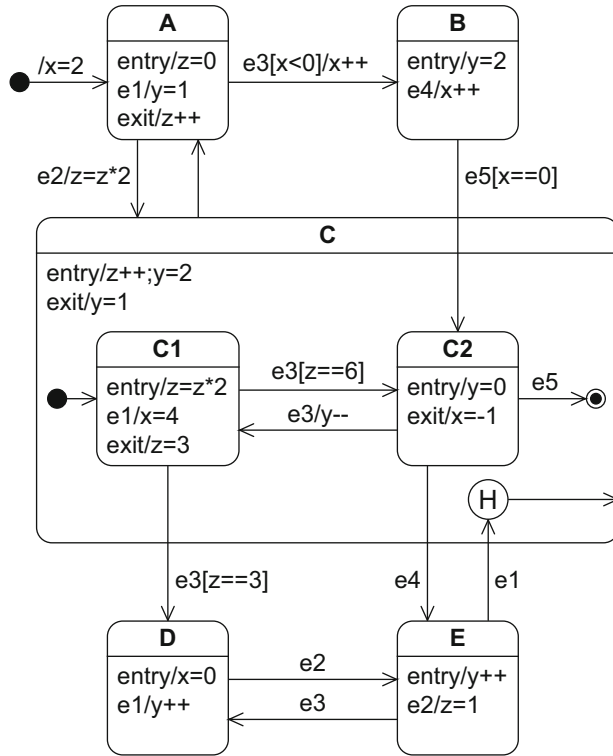 A
B
/x=2
entry/z=0
e1/y=1
exit/z++
e3[x<0]/x++
entry/y=2
e4/x++
e2/z=z*2
e5[x==0]
C
entry/z++;y=2
exit/y=1
C1
C2
entry/z=z*2
e1/x=4
exit/z=3
e3[z==6]
e3/y--
entry/y=0
exit/x=-1
e5
H
e3[z==3]
e4
e1
D
E
entry/x=0
e1/y++
e2
e3
entry/y++
e2/z=1